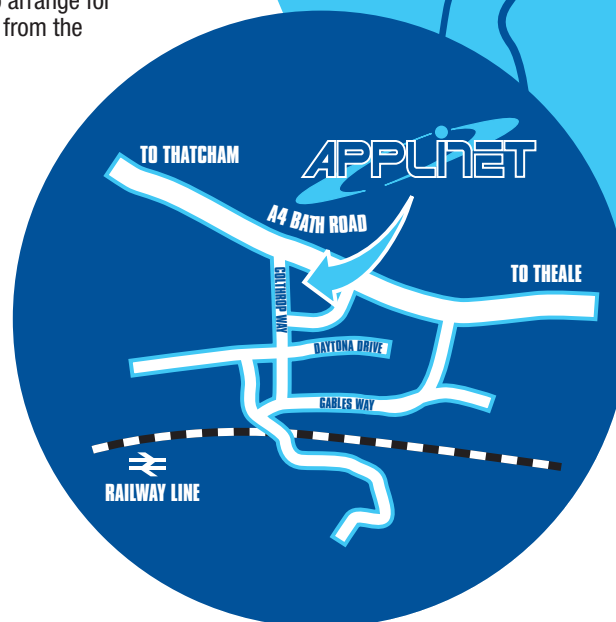 arrange for
from the
TO THATCHAM
APPLINET
A4 BATH ROAD
TO THEALE
COLTHROP WAY
DAYTONA DRIVE
GABLES WAY
RAILWAY LINE